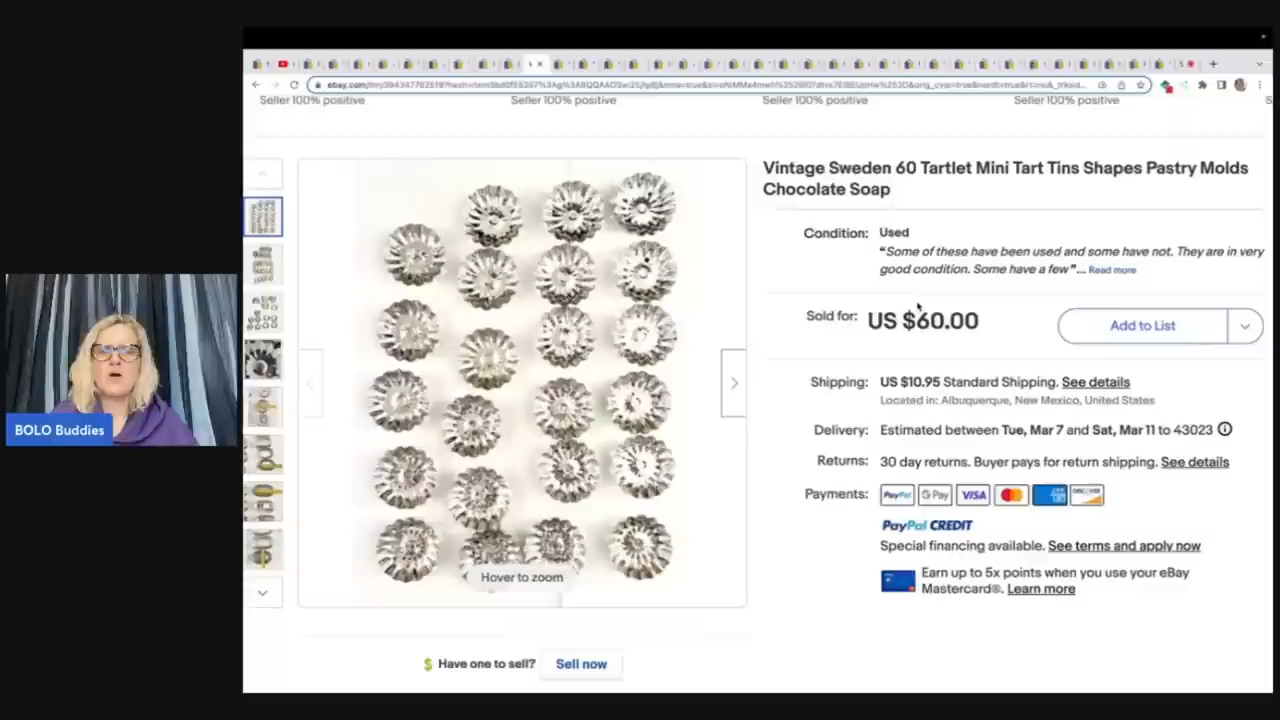 Seller 100% positive
Seller 100% positive
Seller 100% positive
Seller 100% positive
Vintage Sweden 60 Tartlet Mini Tart Tins Shapes Pastry Molds
Chocolate Soap
Condition: Used
“Some of these have been used and some have not. They are in very
good condition. Some have a few”... Read more
Sold for: US $60.00
Add to List
Shipping: US $10.95 Standard Shipping. See details
Located in: Albuquerque, New Mexico, United States
Delivery: Estimated between Tue, Mar 7 and Sat, Mar 11 to 43023
Returns: 30 day returns. Buyer pays for return shipping. See details
Payments: PayPal G Pay VISA
DISCOVER
PayPal CREDIT
Special financing available. See terms and apply now
Earn up to 5x points when you use your eBay
Mastercard®. Learn more
Hover to zoom
$ Have one to sell? Sell now
BOLO Buddies